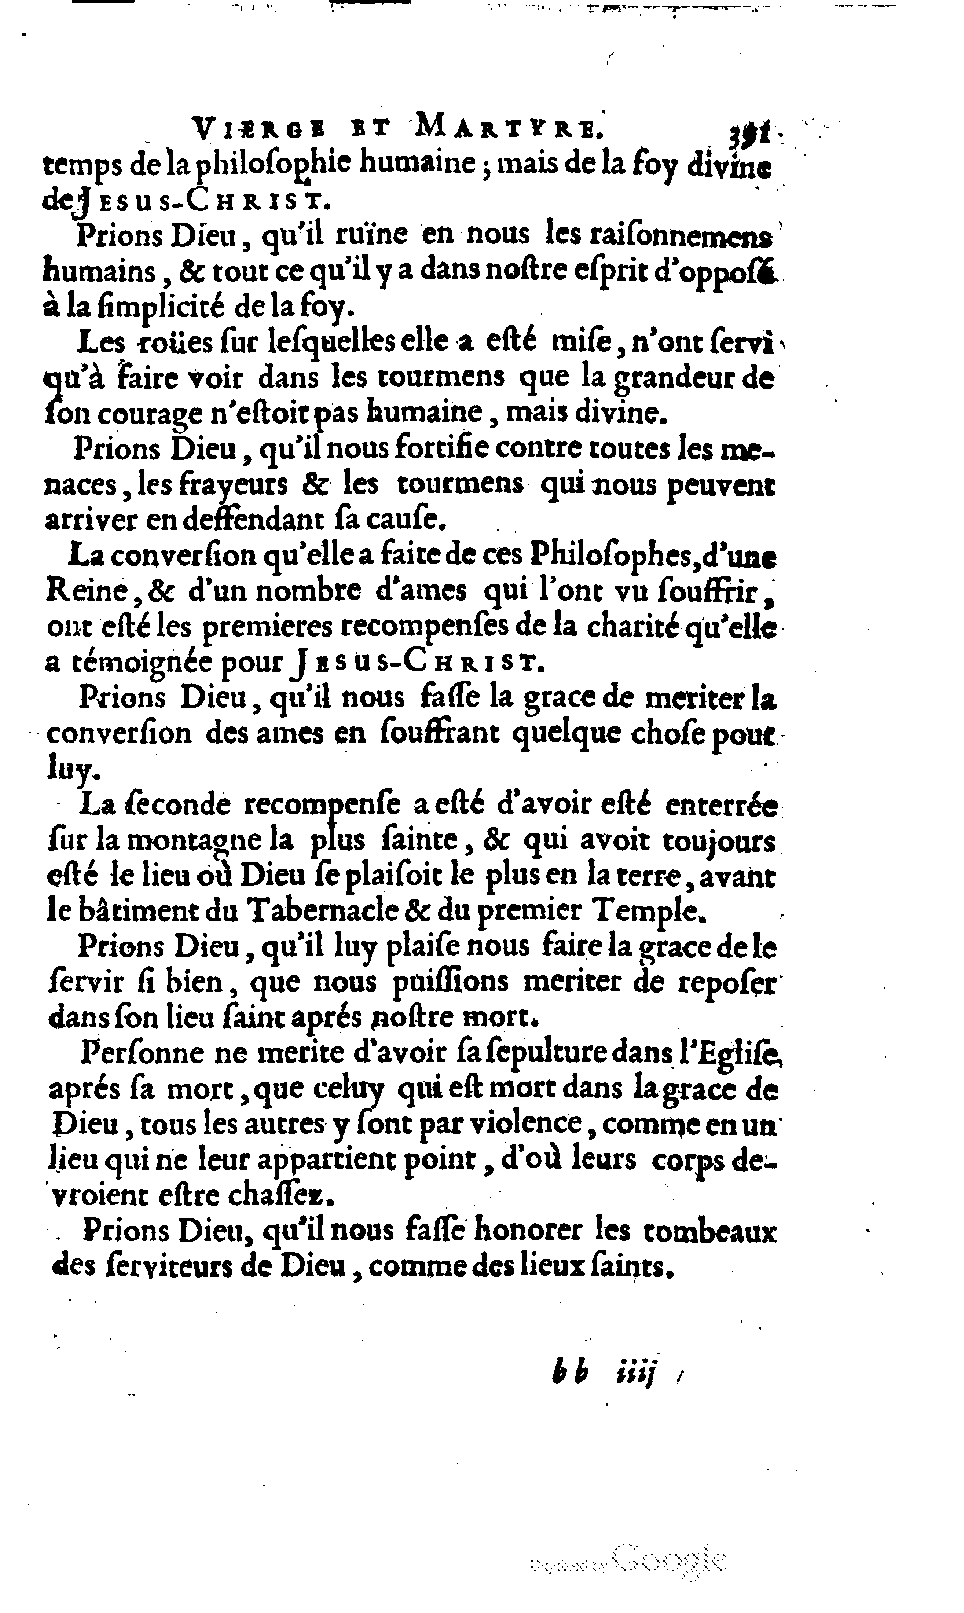 VIERGE ET MARTYRE. 391
temps de la philoſophie humaine ; mais de la foy divine
de JESUS-CHRIST.
Prions Dieu, qu'il ruïne en nous les raiſonnemens
humains, & tout ce qu'il y a dans noſtre eſprit d'oppoſé
à la ſimplicité de la foy.
Les roües ſur leſquelles elle a eſté miſe, n'ont ſervi
qu'à faire voir dans les tourmens que la grandeur de
ſon courage n'eſtoit pas humaine, mais divine.
Prions Dieu, qu'il nous fortifie contre toutes les me-
naces, les frayeurs & les tourmens qui nous peuvent
arriver en deffendant ſa cauſe.
La converſion qu'elle a faite de ces Philoſophes, d'une
Reine, & d'un nombre d'ames qui l'ont vu ſouffrir,
ont eſté les premieres recompenſes de la charité qu'elle
a témoignée pour JESUS-CHRIST.
Prions Dieu, qu'il nous faſſe la grace de meriter la
converſion des ames en ſouffrant quelque choſe pour
luy.
La ſeconde recompenſe a eſté d'avoir eſté enterrée
ſur la montagne la plus ſainte, & qui avoit toujours
eſté le lieu où Dieu ſe plaiſoit le plus en la terre, avant
le bâtiment du Tabernacle & du premier Temple.
Prions Dieu, qu'il luy plaiſe nous faire la grace de le
ſervir ſi bien, que nous puiſſions meriter de repoſer
dans ſon lieu ſaint aprés noſtre mort.
Perſonne ne merite d'avoir ſa ſepulture dans l'Egliſe,
aprés ſa mort, que celuy qui eſt mort dans la grace de
Dieu, tous les autres y ſont par violence, comme en un
lieu qui ne leur appartient point, d'où leurs corps de-
vroient eſtre chaſſez.
Prions Dieu, qu'il nous faſſe honorer les tombeaux
des ſerviteurs de Dieu, comme des lieux ſaints.
bb iiij
Digitized by Google